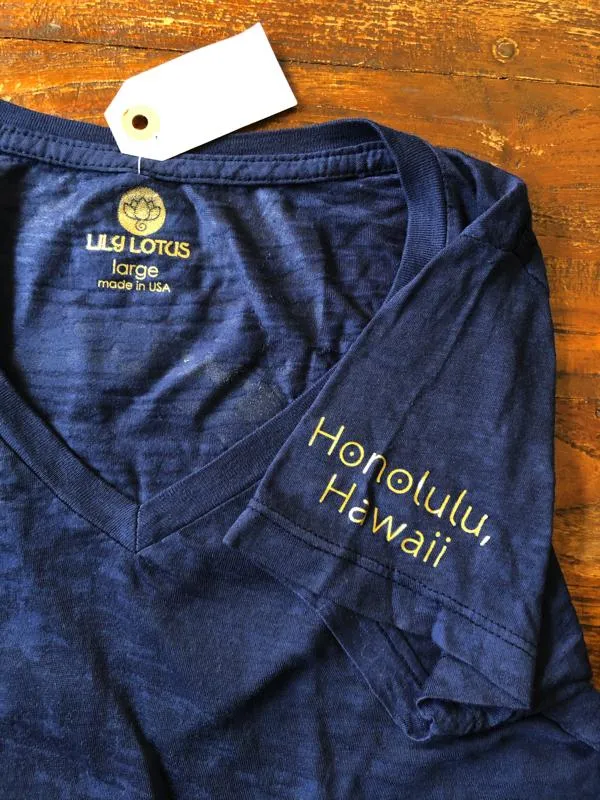 LILY LOTUS
large
made in USA
Honolulu,
Hawaii